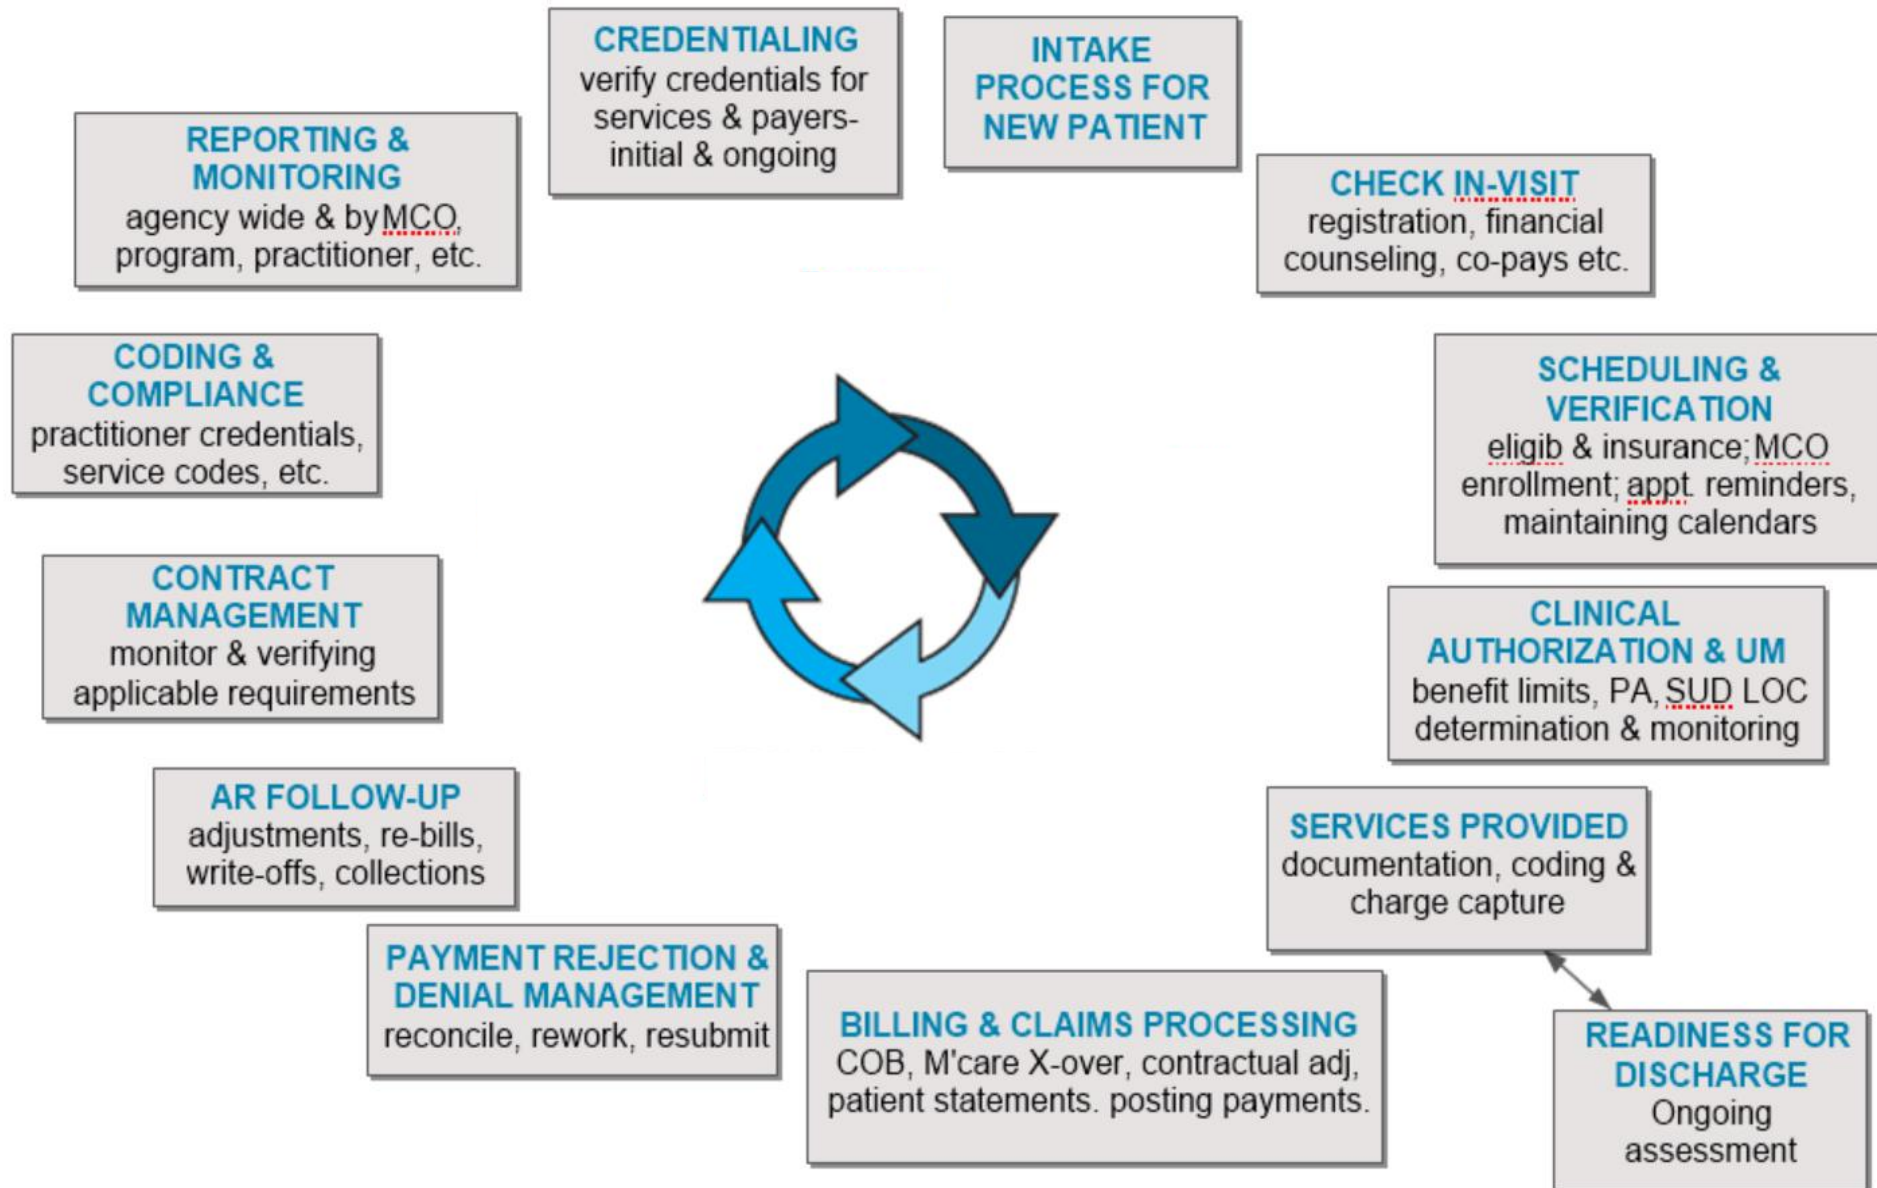 CREDENTIALING
verify credentials for
services & payers-
initial & ongoing
INTAKE
PROCESS FOR
NEW PATIENT
CHECK IN-VISIT
registration, financial
counseling, co-pays etc.
SCHEDULING &
VERIFICATION
eligib & insurance; MCO
enrollment; appt. reminders,
maintaining calendars
CLINICAL
AUTHORIZATION & UM
benefit limits, PA, SUD LOC
determination & monitoring
SERVICES PROVIDED
documentation, coding &
charge capture
READINESS FOR
DISCHARGE
Ongoing
assessment
BILLING & CLAIMS PROCESSING
COB, M'care X-over, contractual adj,
patient statements. posting payments.
PAYMENT REJECTION &
DENIAL MANAGEMENT
reconcile, rework, resubmit
AR FOLLOW-UP
adjustments, re-bills,
write-offs, collections
CONTRACT
MANAGEMENT
monitor & verifying
applicable requirements
CODING &
COMPLIANCE
practitioner credentials,
service codes, etc.
REPORTING &
MONITORING
agency wide & by MCO,
program, practitioner, etc.